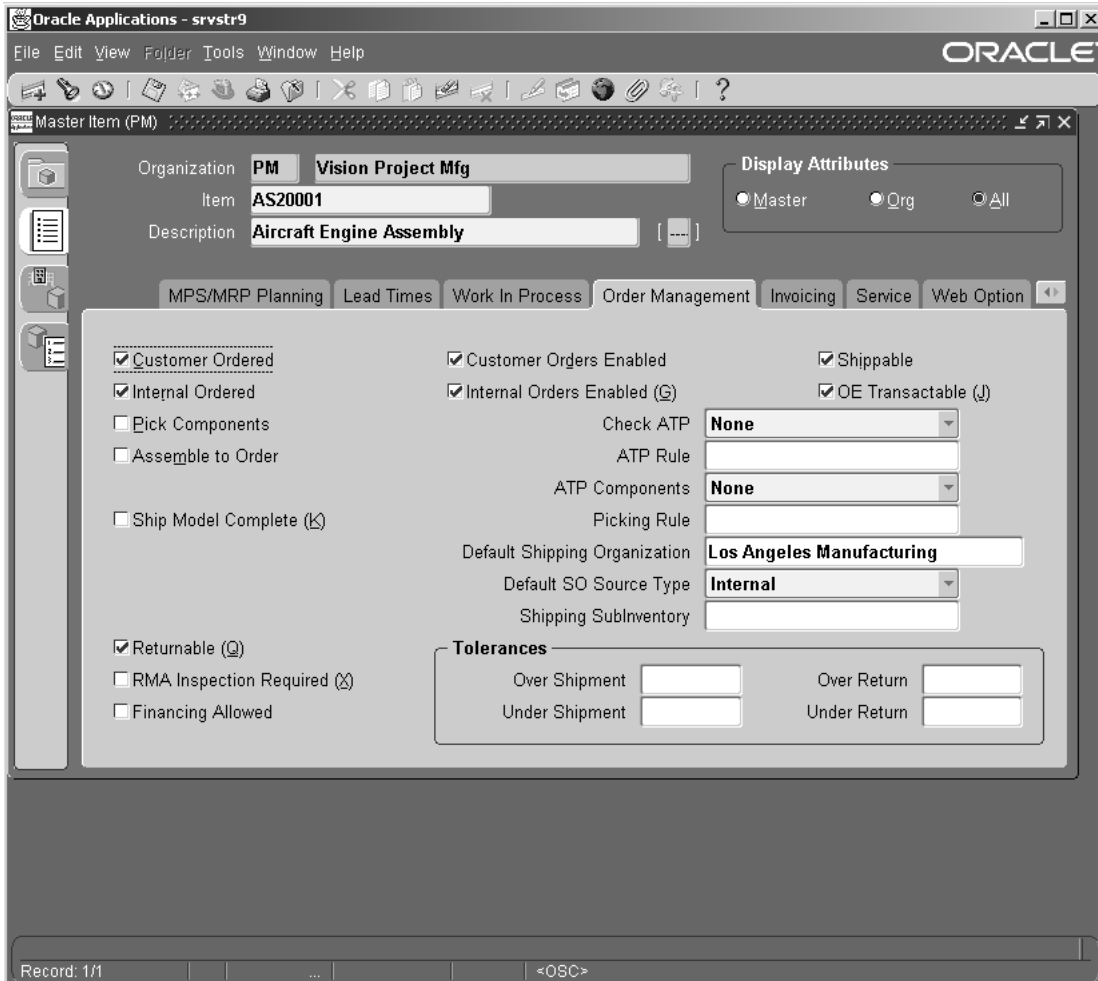 Oracle Applications - srvstr9
File Edit View Folder Tools Window Help
ORACLE
Master Item (PM)
Organization PM Vision Project Mfg
Item AS20001
Description Aircraft Engine Assembly [ ... ]
Display Attributes
Master Org All
MPS/MRP Planning Lead Times Work In Process Order Management Invoicing Service Web Option
Customer Ordered Customer Orders Enabled Shippable
Internal Ordered Internal Orders Enabled (G) OE Transactable (J)
Pick Components Check ATP None
Assemble to Order ATP Rule
ATP Components None
Ship Model Complete (K) Picking Rule
Default Shipping Organization Los Angeles Manufacturing
Default SO Source Type Internal
Shipping SubInventory
Returnable (Q) Tolerances
RMA Inspection Required (X) Over Shipment Over Return
Financing Allowed Under Shipment Under Return
Record: 1/1 ... <OSC>